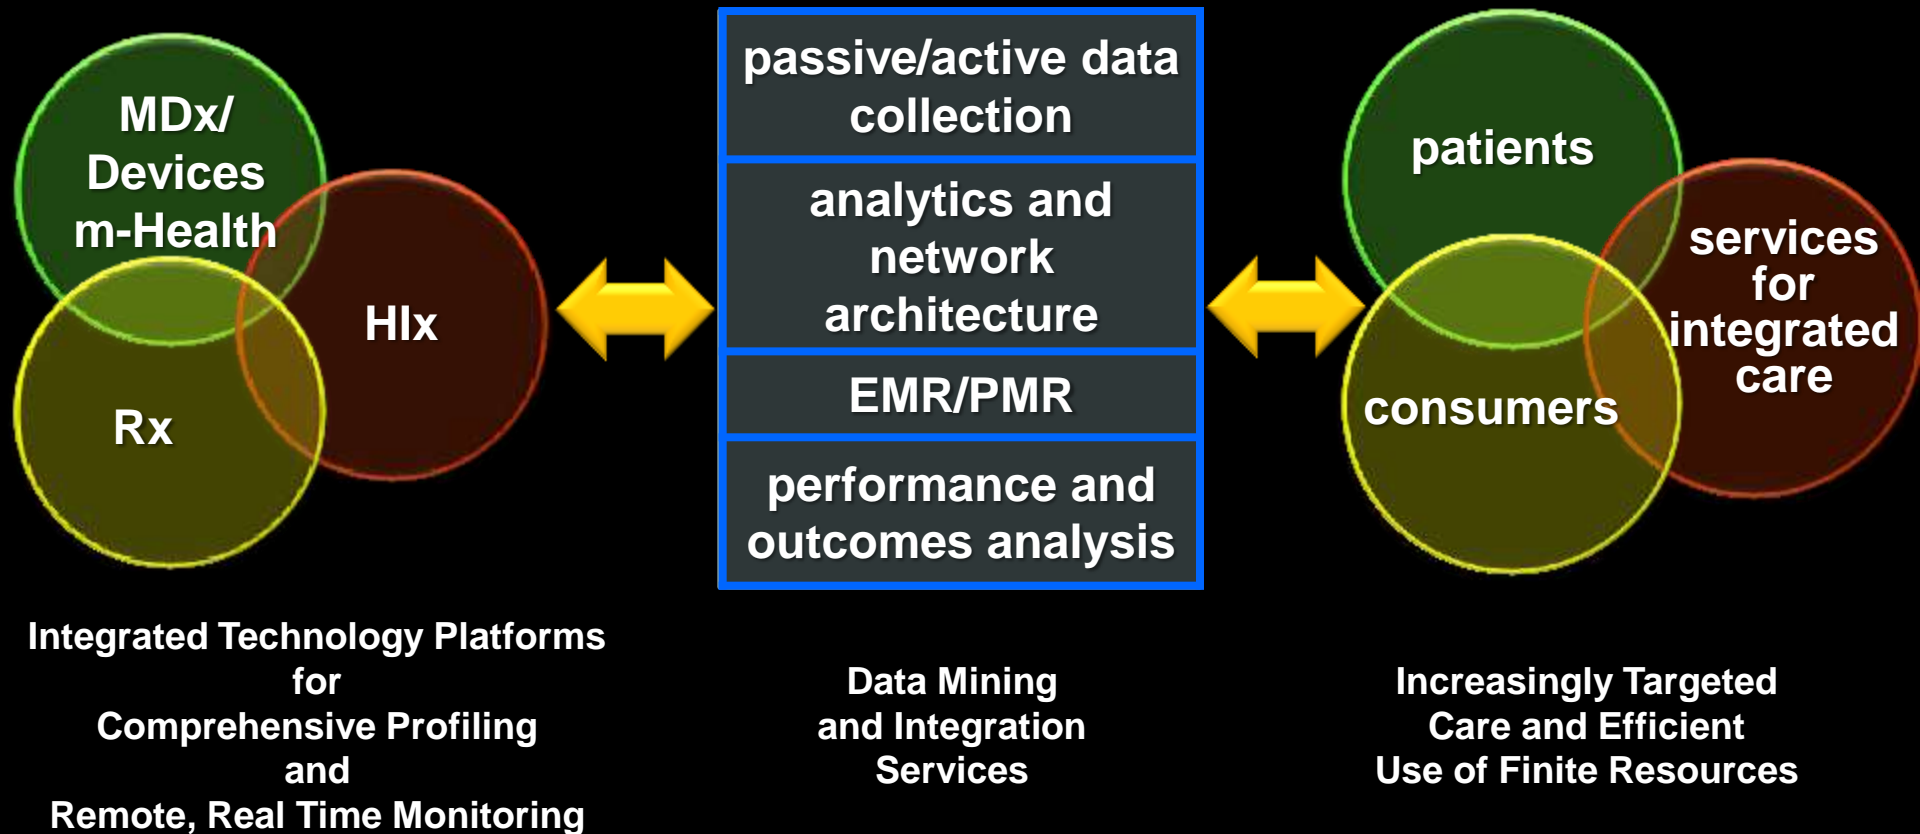 MDx/
Devices
m-Health
HIx
Rx
passive/active data
collection
analytics and
network
architecture
EMR/PMR
performance and
outcomes analysis
patients
services
for
integrated
care
consumers
Integrated Technology Platforms
for
Comprehensive Profiling
and
Remote, Real Time Monitoring
Data Mining
and Integration
Services
Increasingly Targeted
Care and Efficient
Use of Finite Resources